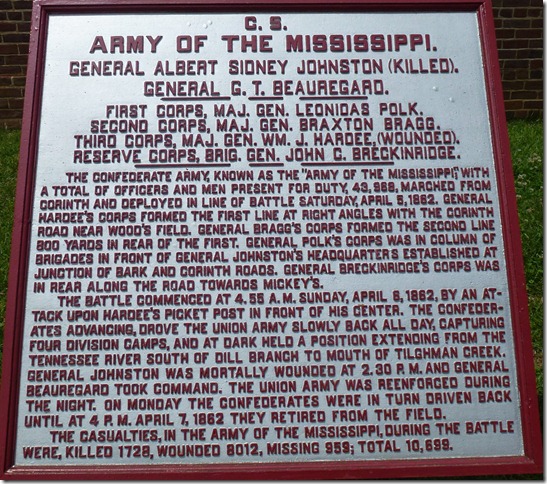 C. S.
ARMY OF THE MISSISSIPPI.
GENERAL ALBERT SIDNEY JOHNSTON (KILLED).
GENERAL G. T. BEAUREGARD.
FIRST CORPS, MAJ. GEN. LEONIDAS POLK.
SECOND CORPS, MAJ. GEN. BRAXTON BRAGG.
THIRD CORPS, MAJ. GEN. WM. J. HARDEE, (WOUNDED).
RESERVE CORPS, BRIG. GEN. JOHN C. BRECKINRIDGE.
THE CONFEDERATE ARMY, KNOWN AS THE "ARMY OF THE MISSISSIPPI," WITH
A TOTAL OF OFFICERS AND MEN PRESENT FOR DUTY, 43,968, MARCHED FROM
CORINTH AND DEPLOYED IN LINE OF BATTLE SATURDAY, APRIL 5, 1862. GENERAL
HARDEE'S CORPS FORMED THE FIRST LINE AT RIGHT ANGLES WITH THE CORINTH
ROAD NEAR WOOD'S FIELD. GENERAL BRAGG'S CORPS FORMED THE SECOND LINE
800 YARDS IN REAR OF THE FIRST. GENERAL POLK'S CORPS WAS IN COLUMN OF
BRIGADES IN FRONT OF GENERAL JOHNSTON'S HEADQUARTERS ESTABLISHED AT
JUNCTION OF BARK AND CORINTH ROADS. GENERAL BRECKINRIDGE'S CORPS WAS
IN REAR ALONG THE ROAD TOWARDS MICKEY'S.
THE BATTLE COMMENCED AT 4.55 A.M. SUNDAY, APRIL 6, 1862, BY AN AT-
TACK UPON HARDEE'S PICKET POST IN FRONT OF HIS CENTER. THE CONFEDER-
ATES ADVANCING, DROVE THE UNION ARMY SLOWLY BACK ALL DAY, CAPTURING
FOUR DIVISION CAMPS, AND AT DARK HELD A POSITION EXTENDING FROM THE
TENNESSEE RIVER SOUTH OF DILL BRANCH TO MOUTH OF TILGHMAN CREEK.
GENERAL JOHNSTON WAS MORTALLY WOUNDED AT 2.30 P.M. AND GENERAL
BEAUREGARD TOOK COMMAND. THE UNION ARMY WAS REENFORCED DURING
THE NIGHT. ON MONDAY THE CONFEDERATES WERE IN TURN DRIVEN BACK
UNTIL AT 4 P.M. APRIL 7, 1862 THEY RETIRED FROM THE FIELD.
THE CASUALTIES, IN THE ARMY OF THE MISSISSIPPI, DURING THE BATTLE
WERE, KILLED 1728, WOUNDED 8012, MISSING 959; TOTAL 10,699.